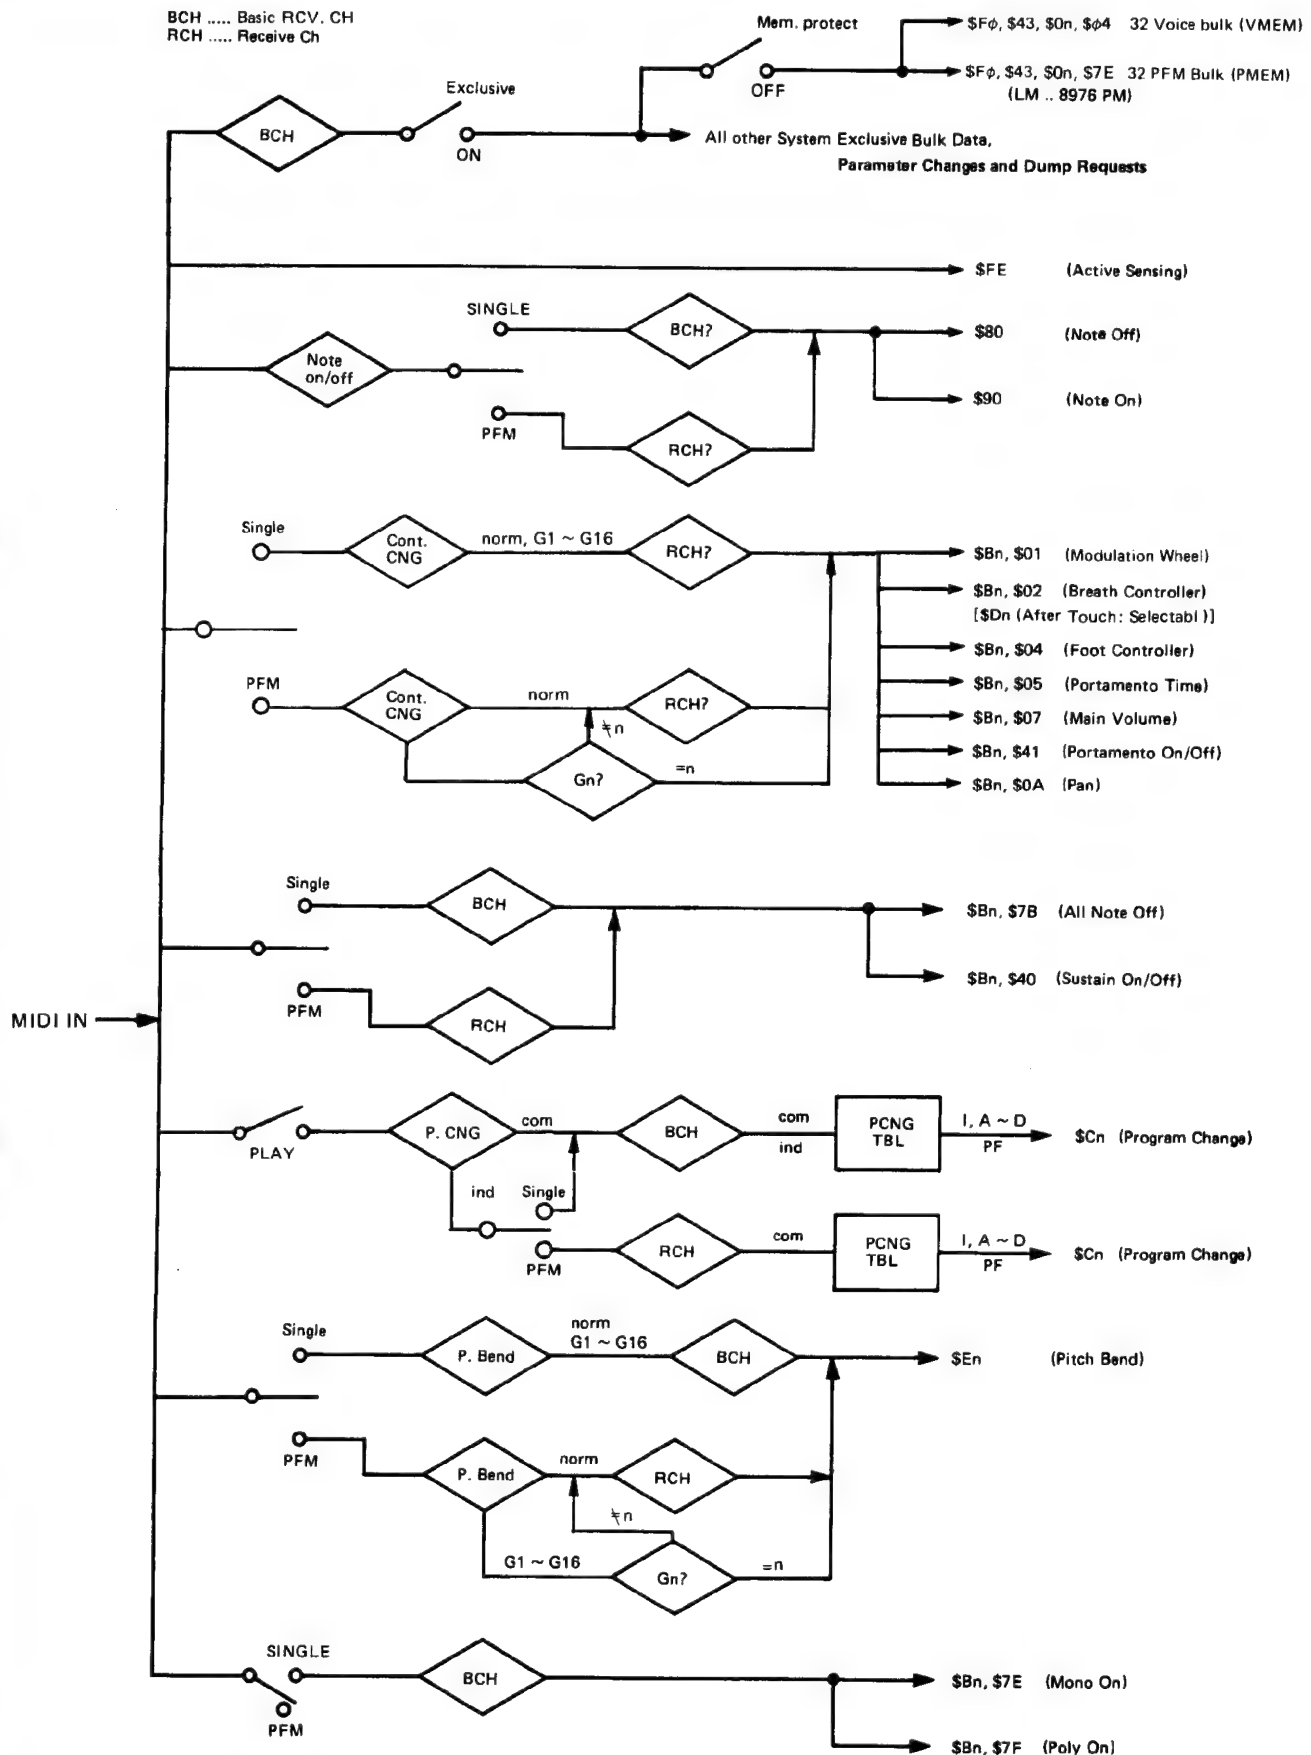 BCH ..... Basic RCV. CH
RCH ..... Receive Ch
Mem. protect
OFF
$Fφ, $43, $0n, $φ4 32 Voice bulk (VMEM)
$Fφ, $43, $0n, $7E 32 PFM Bulk (PMEM)
(LM .. 8976 PM)
BCH
Exclusive
ON
All other System Exclusive Bulk Data,
Parameter Changes and Dump Requests
$FE (Active Sensing)
Note
on/off
SINGLE
BCH?
$80 (Note Off)
$90 (Note On)
PFM
RCH?
Single
Cont.
CNG
norm, G1 ~ G16
RCH?
$Bn, $01 (Modulation Wheel)
$Bn, $02 (Breath Controller)
[$Dn (After Touch: Selectabl )]
$Bn, $04 (Foot Controller)
$Bn, $05 (Portamento Time)
$Bn, $07 (Main Volume)
$Bn, $41 (Portamento On/Off)
$Bn, $0A (Pan)
PFM
Cont.
CNG
norm
RCH?
≠n
Gn?
=n
Single
BCH
$Bn, $7B (All Note Off)
$Bn, $40 (Sustain On/Off)
PFM
RCH
MIDI IN
PLAY
P. CNG
com
BCH
com
ind
PCNG
TBL
I, A ~ D
PF
$Cn (Program Change)
ind
Single
PFM
RCH
com
PCNG
TBL
I, A ~ D
PF
$Cn (Program Change)
Single
P. Bend
norm
G1 ~ G16
BCH
$En (Pitch Bend)
PFM
P. Bend
norm
RCH
≠n
G1 ~ G16
Gn?
=n
SINGLE
PFM
BCH
$Bn, $7E (Mono On)
$Bn, $7F (Poly On)